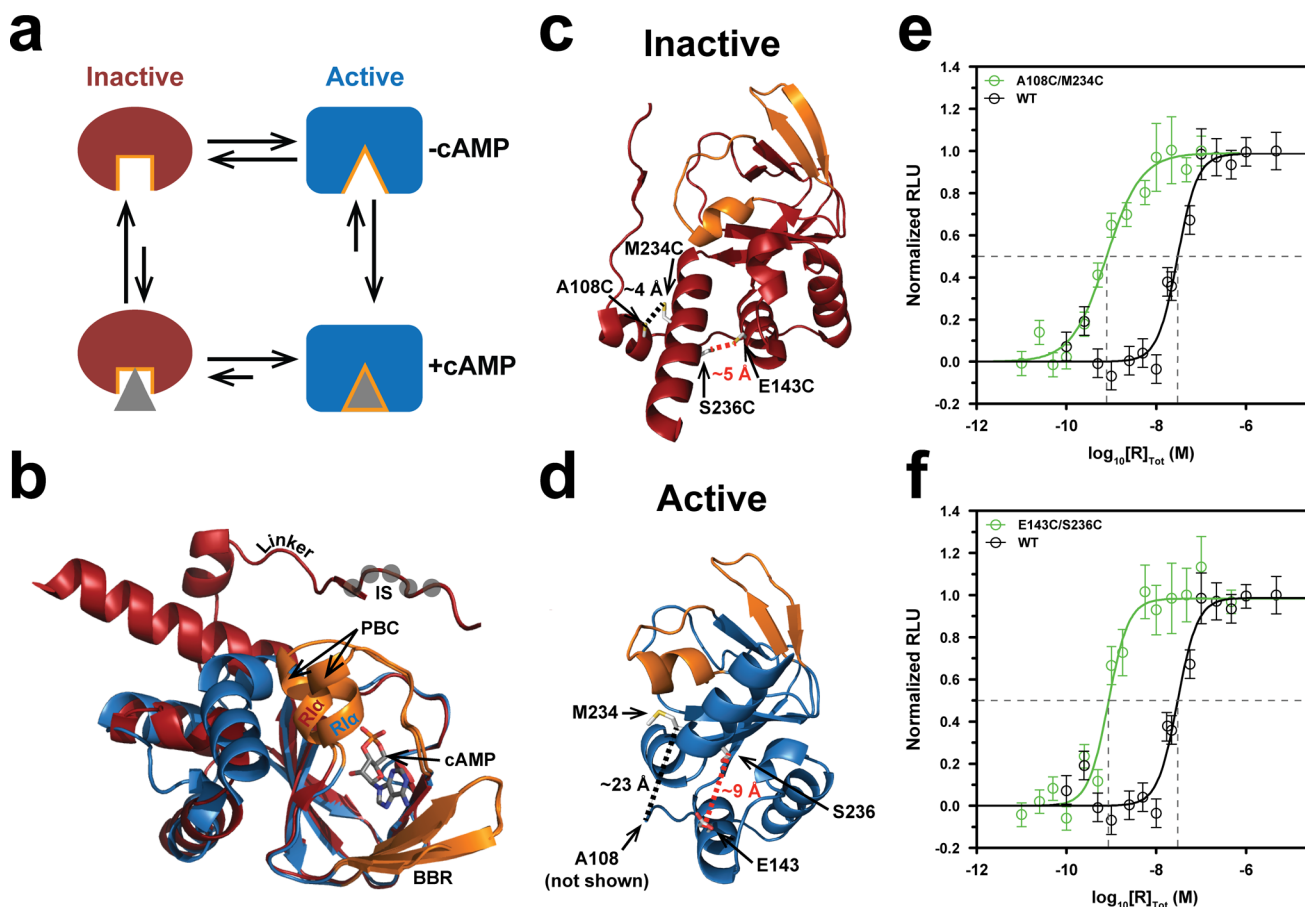 a
Inactive
Active
-cAMP
+cAMP
b
Linker
IS
PBC
RIα
RIα
cAMP
BBR
c
Inactive
M234C
A108C
~4 Å
~5 Å
E143C
S236C
d
Active
M234
~23 Å
~9 Å
S236
A108
(not shown)
E143
e
A108C/M234C
WT
Normalized RLU
1.4
1.2
1.0
0.8
0.6
0.4
0.2
0.0
-0.2
-12
-10
-8
-6
-4
log₁₀[R]Tot (M)
f
E143C/S236C
WT
Normalized RLU
1.4
1.2
1.0
0.8
0.6
0.4
0.2
0.0
-0.2
-12
-10
-8
-6
-4
log₁₀[R]Tot (M)